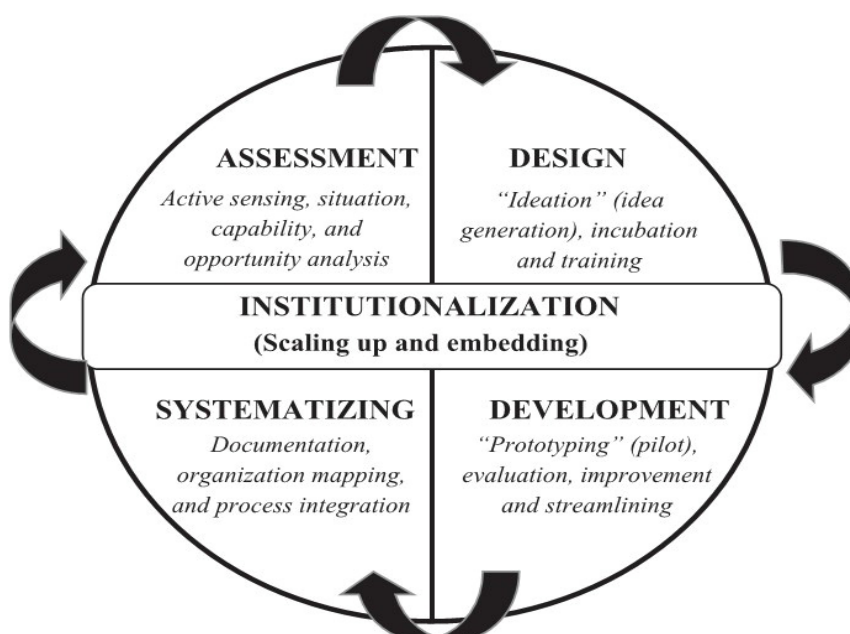 ASSESSMENT
Active sensing, situation,
capability, and
opportunity analysis
DESIGN
“Ideation” (idea
generation), incubation
and training
INSTITUTIONALIZATION
(Scaling up and embedding)
SYSTEMATIZING
Documentation,
organization mapping,
and process integration
DEVELOPMENT
“Prototyping” (pilot),
evaluation, improvement
and streamlining